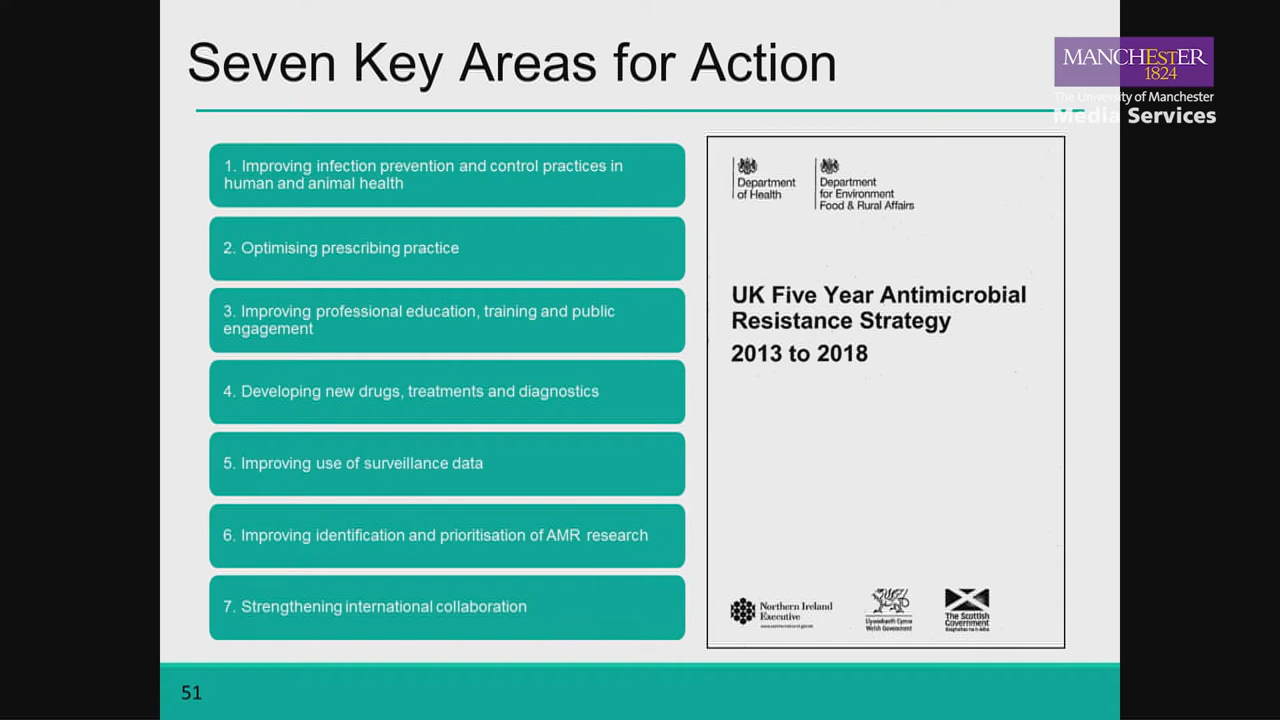 Seven Key Areas for Action
MANCHESTER
1824
The University of Manchester
Media Services
1. Improving infection prevention and control practices in
human and animal health
2. Optimising prescribing practice
3. Improving professional education, training and public
engagement
4. Developing new drugs, treatments and diagnostics
5. Improving use of surveillance data
6. Improving identification and prioritisation of AMR research
7. Strengthening international collaboration
Department
of Health
Department
for Environment
Food & Rural Affairs
UK Five Year Antimicrobial
Resistance Strategy
2013 to 2018
Northern Ireland
Executive
Llywodraeth Cymru
Welsh Government
The Scottish
Government
51